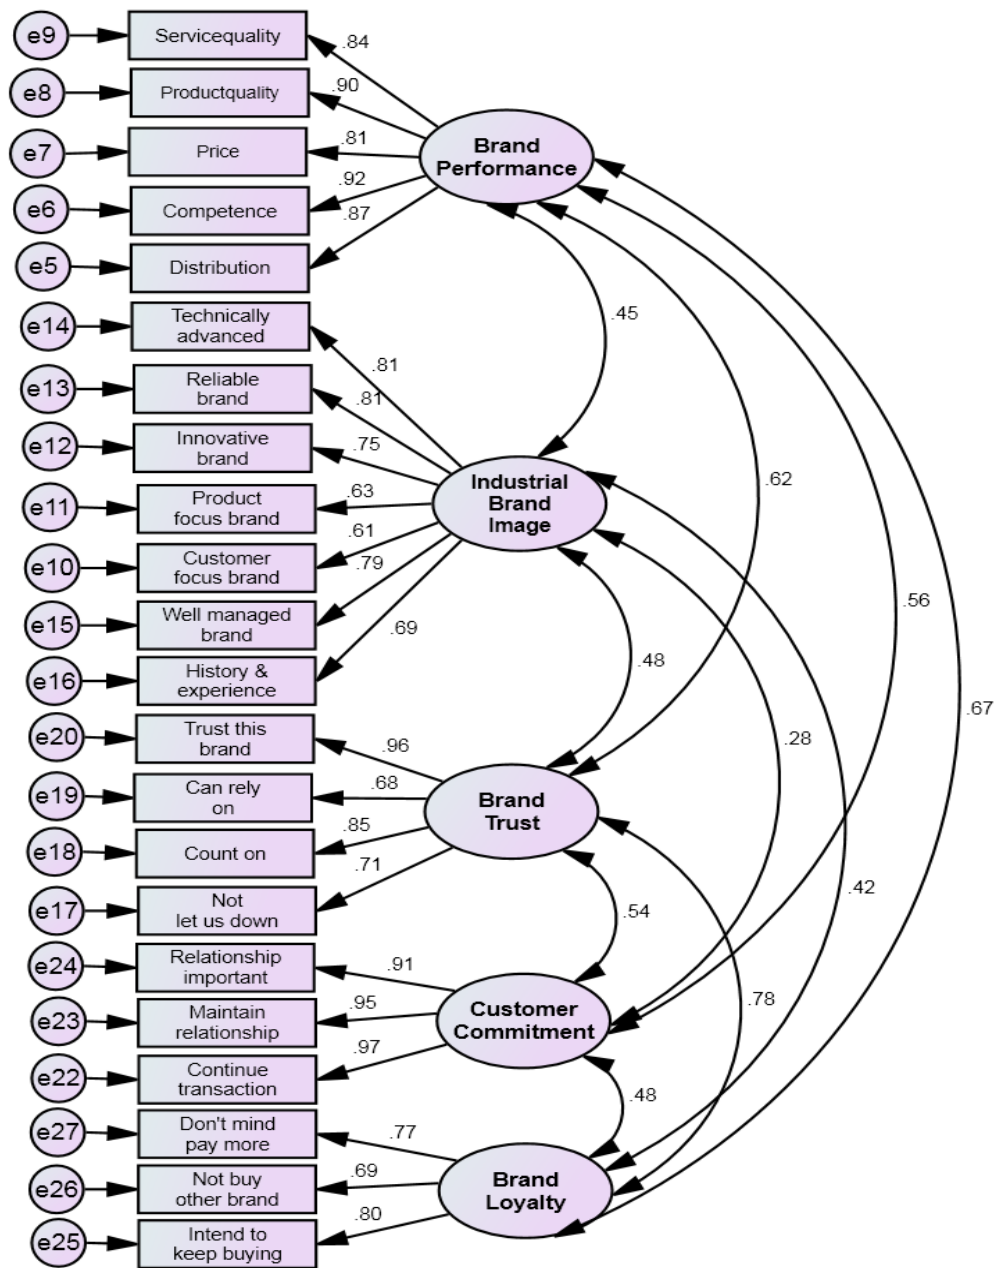 e9
Servicequality
.84
e8
Productquality
.90
e7
Price
.81
e6
Competence
.92
e5
Distribution
.87
Brand
Performance
e14
Technically
advanced
.81
e13
Reliable
brand
.81
e12
Innovative
brand
.75
e11
Product
focus brand
.63
e10
Customer
focus brand
.61
e15
Well managed
brand
.79
e16
History &
experience
.69
Industrial
Brand
Image
.45
.62
.56
.67
.48
.28
.42
e20
Trust this
brand
.96
e19
Can rely
on
.68
e18
Count on
.85
e17
Not
let us down
.71
Brand
Trust
.54
.78
e24
Relationship
important
.91
e23
Maintain
relationship
.95
e22
Continue
transaction
.97
Customer
Commitment
.48
e27
Don't mind
pay more
.77
e26
Not buy
other brand
.69
e25
Intend to
keep buying
.80
Brand
Loyalty